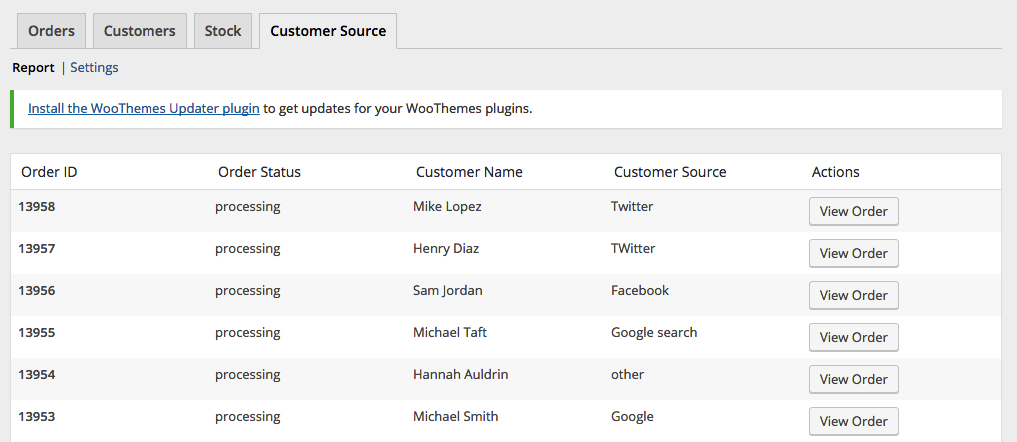 Orders Customers Stock Customer Source
Report | Settings
Install the WooThemes Updater plugin to get updates for your WooThemes plugins.
Order ID Order Status Customer Name Customer Source Actions
13958 processing Mike Lopez Twitter View Order
13957 processing Henry Diaz TWitter View Order
13956 processing Sam Jordan Facebook View Order
13955 processing Michael Taft Google search View Order
13954 processing Hannah Auldrin other View Order
13953 processing Michael Smith Google View Order